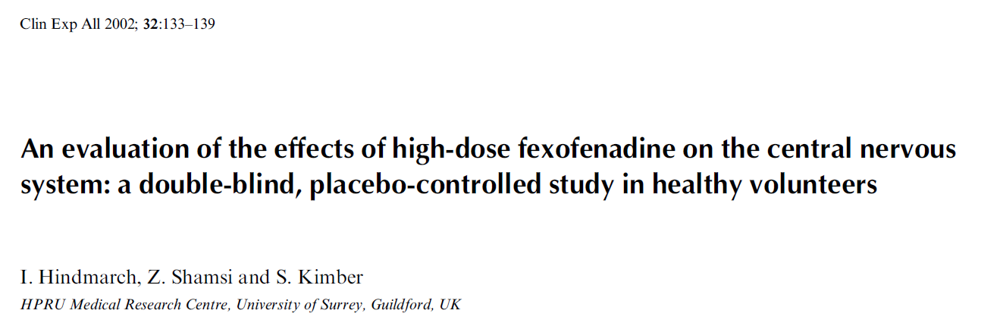 Clin Exp All 2002; 32:133–139
An evaluation of the effects of high-dose fexofenadine on the central nervous
system: a double-blind, placebo-controlled study in healthy volunteers
I. Hindmarch, Z. Shamsi and S. Kimber
HPRU Medical Research Centre, University of Surrey, Guildford, UK